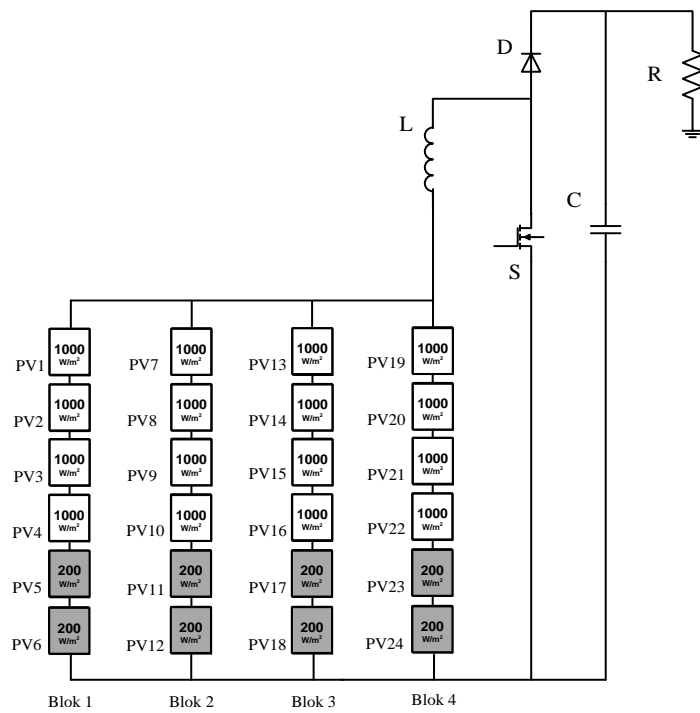 D
R
L
C
S
PV1 1000 W/m² PV7 1000 W/m² PV13 1000 W/m² PV19 1000 W/m²
PV2 1000 W/m² PV8 1000 W/m² PV14 1000 W/m² PV20 1000 W/m²
PV3 1000 W/m² PV9 1000 W/m² PV15 1000 W/m² PV21 1000 W/m²
PV4 1000 W/m² PV10 1000 W/m² PV16 1000 W/m² PV22 1000 W/m²
PV5 200 W/m² PV11 200 W/m² PV17 200 W/m² PV23 200 W/m²
PV6 200 W/m² PV12 200 W/m² PV18 200 W/m² PV24 200 W/m²
Blok 1 Blok 2 Blok 3 Blok 4